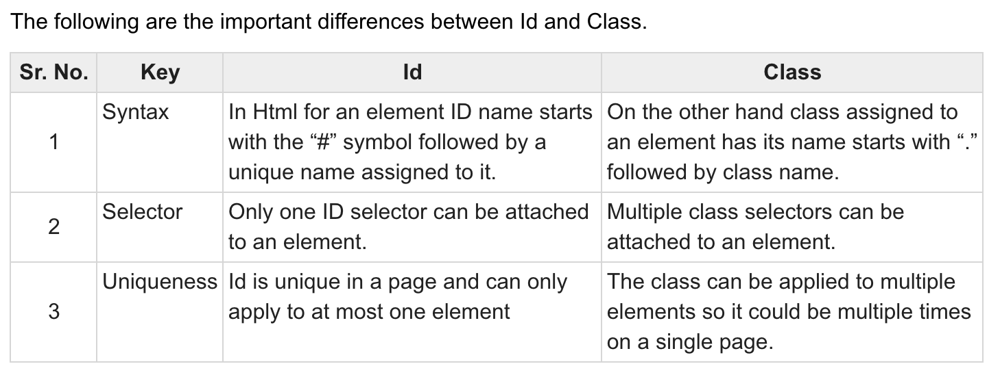 The following are the important differences between Id and Class.
Sr. No. Key Id Class
1
Syntax
In Html for an element ID name starts
with the “#” symbol followed by a
unique name assigned to it.
On the other hand class assigned to
an element has its name starts with “.”
followed by class name.
2
Selector
Only one ID selector can be attached
to an element.
Multiple class selectors can be
attached to an element.
3
Uniqueness
Id is unique in a page and can only
apply to at most one element
The class can be applied to multiple
elements so it could be multiple times
on a single page.